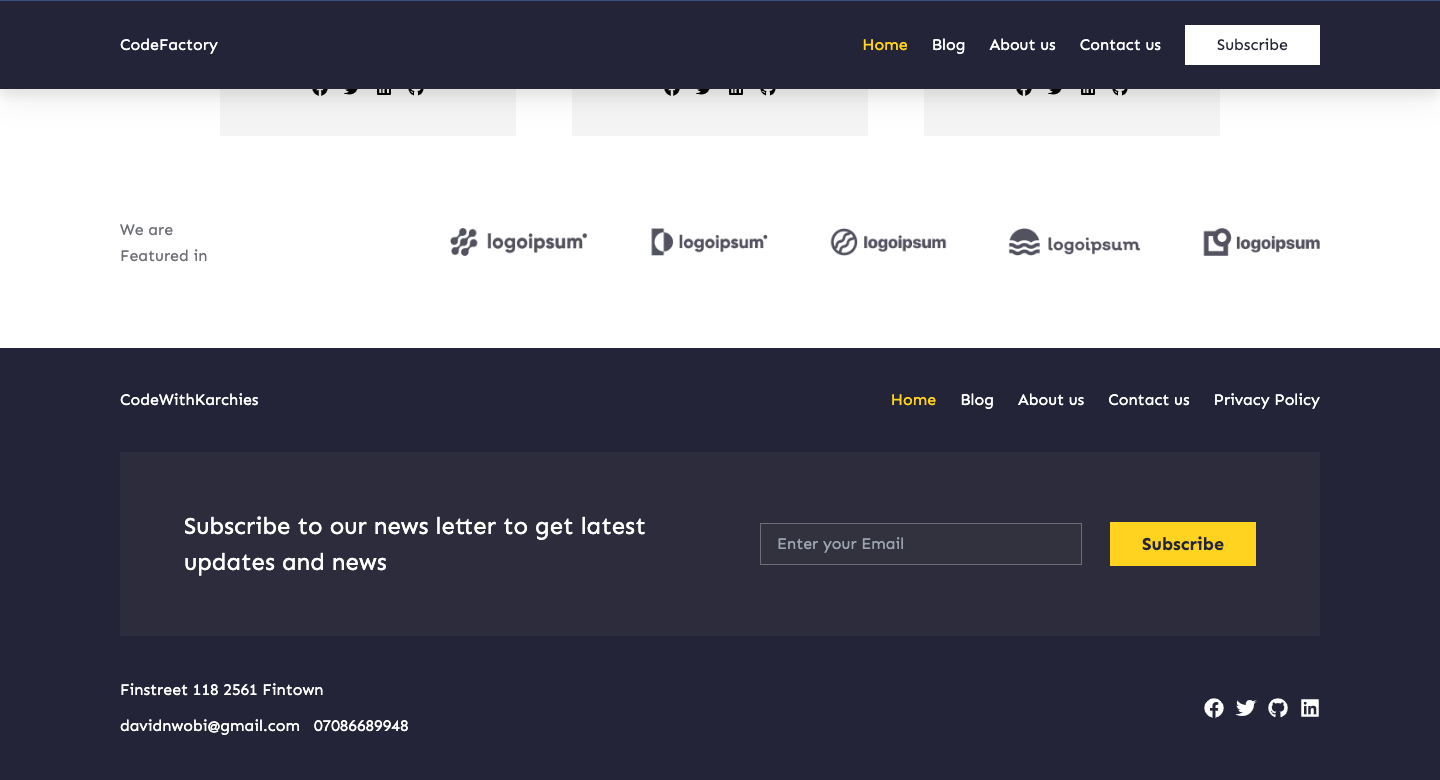 CodeFactory
Home Blog About us Contact us Subscribe
We are
Featured in
logoipsum logoipsum logoipsum logoipsum logoipsum
CodeWithKarchies
Home Blog About us Contact us Privacy Policy
Subscribe to our news letter to get latest
updates and news
Enter your Email
Subscribe
Finstreet 118 2561 Fintown
davidnwobi@gmail.com 07086689948